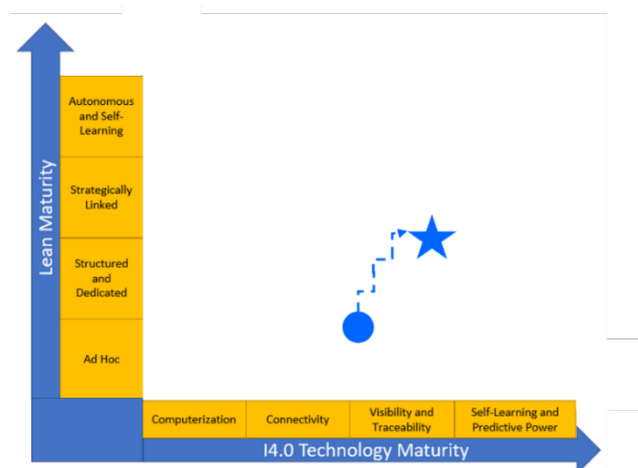 Lean Maturity
Autonomous
and Self-
Learning
Strategically
Linked
Structured
and
Dedicated
Ad Hoc
Computerization
Connectivity
Visibility and
Traceability
Self-Learning and
Predictive Power
I4.0 Technology Maturity